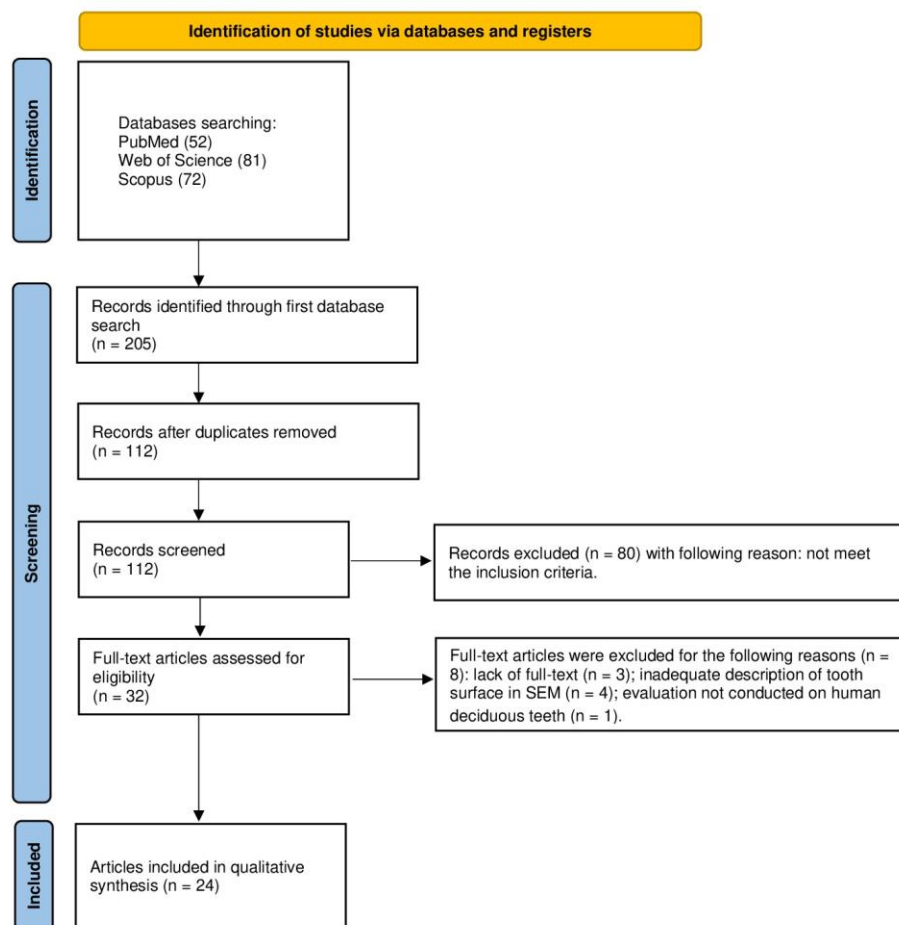 Identification of studies via databases and registers
Identification
Databases searching:
PubMed (52)
Web of Science (81)
Scopus (72)
Screening
Records identified through first database
search
(n = 205)
Records after duplicates removed
(n = 112)
Records screened
(n = 112)
Records excluded (n = 80) with following reason: not meet
the inclusion criteria.
Full-text articles assessed for
eligibility
(n = 32)
Full-text articles were excluded for the following reasons (n =
8): lack of full-text (n = 3); inadequate description of tooth
surface in SEM (n = 4); evaluation not conducted on human
deciduous teeth (n = 1).
Included
Articles included in qualitative
synthesis (n = 24)